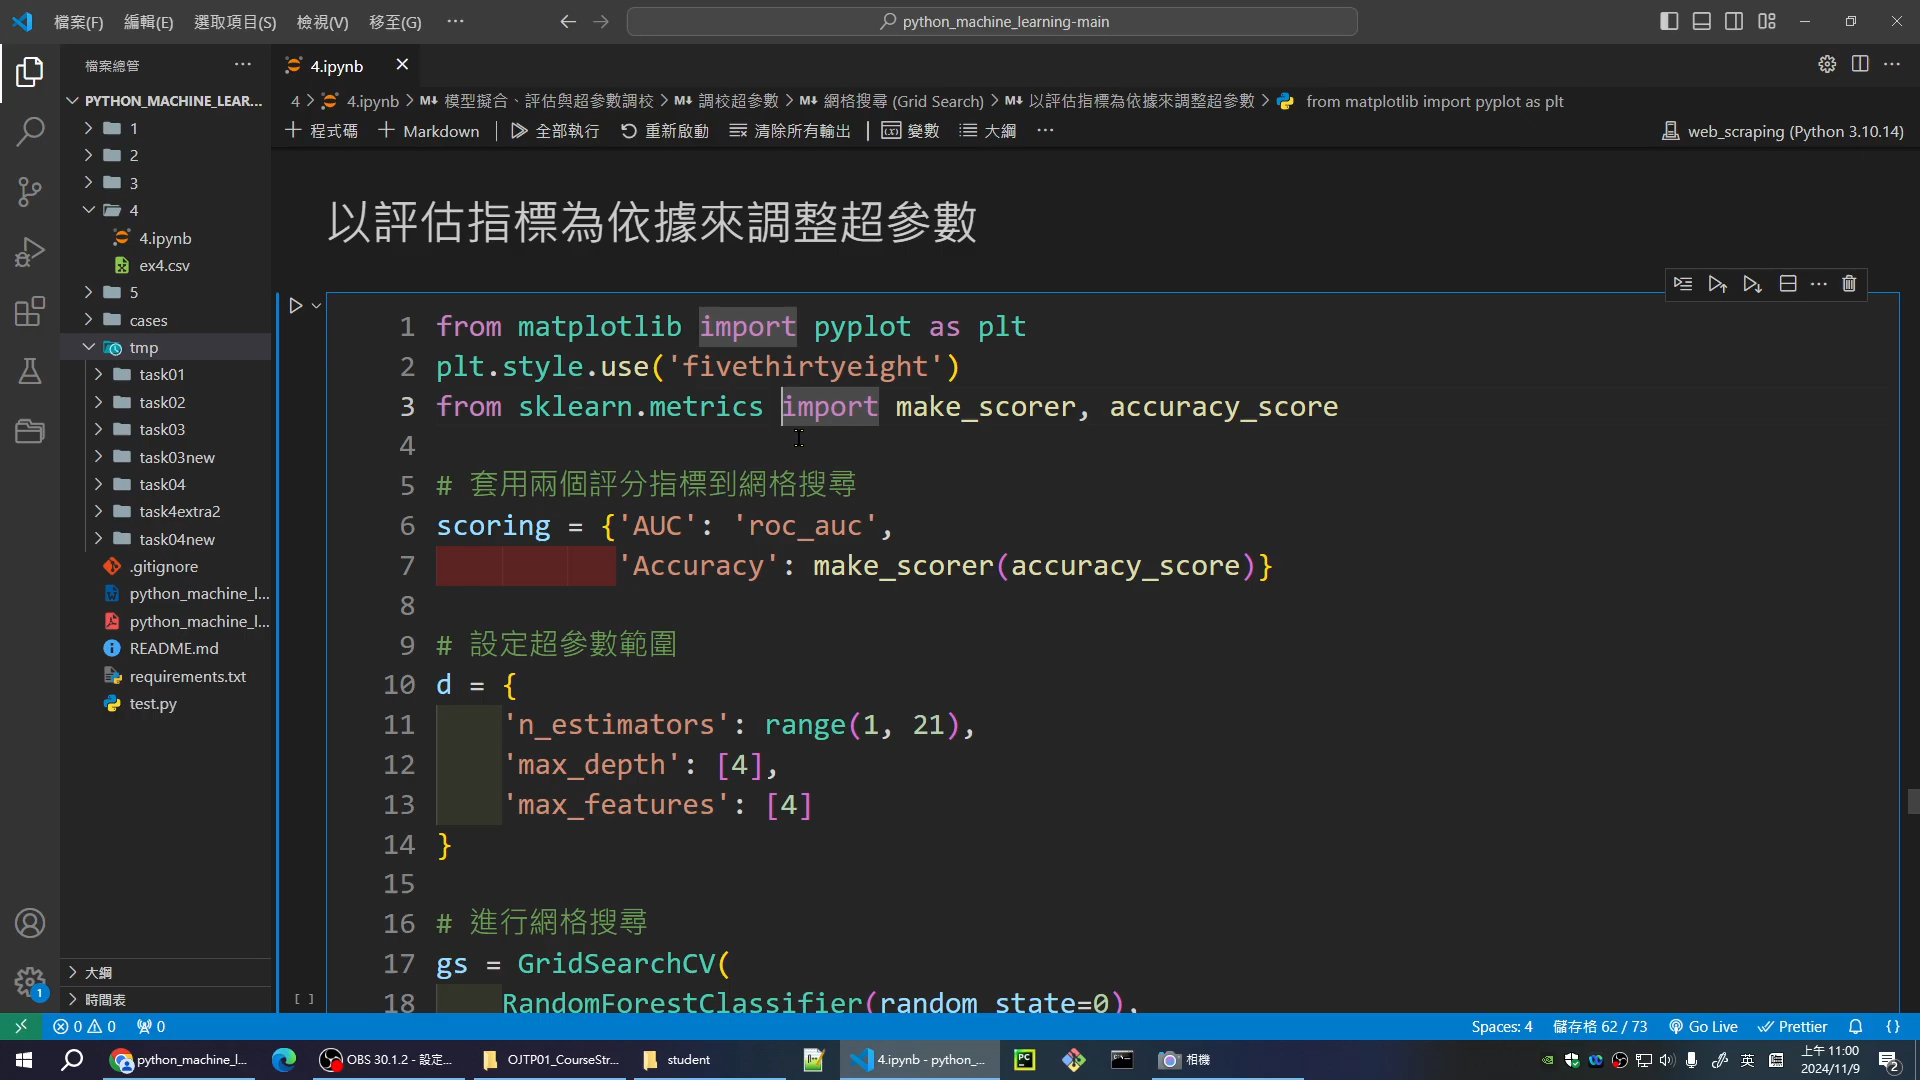 檔案(F)
編輯(E)
選取項目(S)
檢視(V)
移至(G)
···
python_machine_learning-main
檔案總管
PYTHON_MACHINE_LEAR...
1
2
3
4
4.ipynb
ex4.csv
5
cases
tmp
task01
task02
task03
task03new
task04
task4extra2
task04new
.gitignore
python_machine_l...
python_machine_l...
README.md
requirements.txt
test.py
大綱
時間表
4.ipynb
4 > 4.ipynb > M↓ 模型擬合、評估與超參數調校 > M↓ 調校超參數 > M↓ 網格搜尋 (Grid Search) > M↓ 以評估指標為依據來調整超參數 > from matplotlib import pyplot as plt
+ 程式碼 + Markdown 全部執行 重新啟動 清除所有輸出 變數 大綱 ···
web_scraping (Python 3.10.14)
以評估指標為依據來調整超參數
1 from matplotlib import pyplot as plt
2 plt.style.use('fivethirtyeight')
3 from sklearn.metrics import make_scorer, accuracy_score
4
5 # 套用兩個評分指標到網格搜尋
6 scoring = {'AUC': 'roc_auc',
7 'Accuracy': make_scorer(accuracy_score)}
8
9 # 設定超參數範圍
10 d = {
11 'n_estimators': range(1, 21),
12 'max_depth': [4],
13 'max_features': [4]
14 }
15
16 # 進行網格搜尋
17 gs = GridSearchCV(
18 RandomForestClassifier(random_state=0),
[ ]
1
0 0 0
Spaces: 4
儲存格 62 / 73
Go Live
Prettier
python_machine_l...
OBS 30.1.2 - 設定...
OJTP01_CourseStr...
student
4.ipynb - python_...
PC
相機
英
上午 11:00
2024/11/9
2